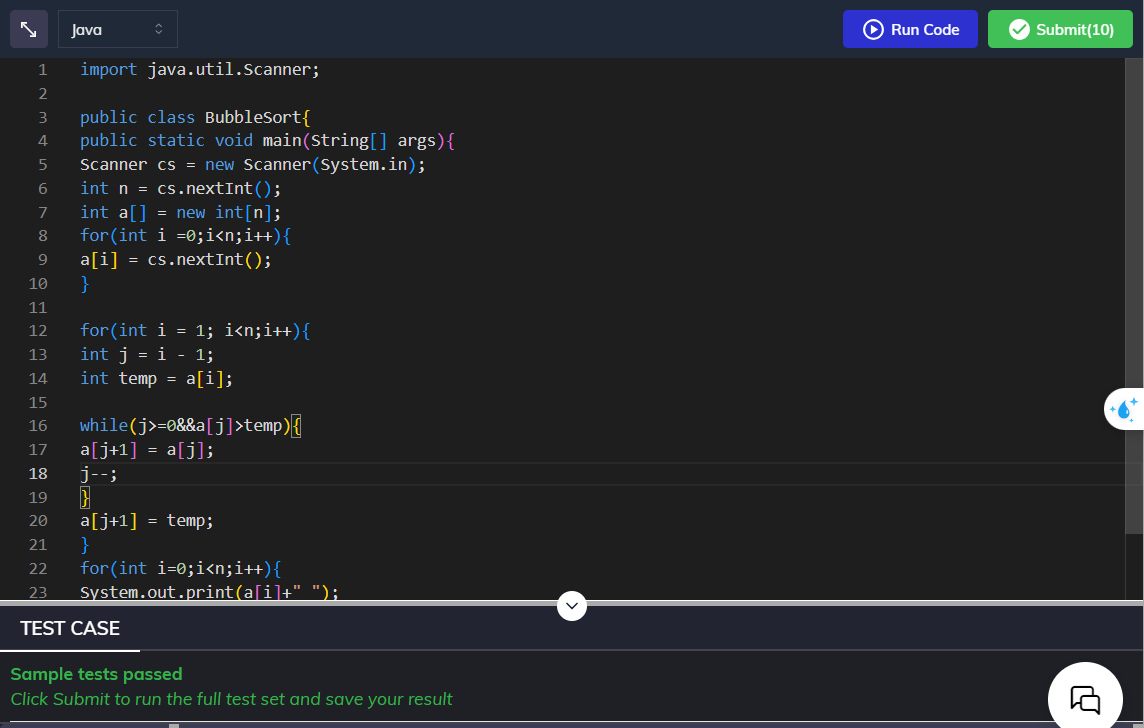 Java
Run Code
Submit(10)
1 import java.util.Scanner;
2
3 public class BubbleSort{
4 public static void main(String[] args){
5 Scanner cs = new Scanner(System.in);
6 int n = cs.nextInt();
7 int a[] = new int[n];
8 for(int i =0;i<n;i++){
9 a[i] = cs.nextInt();
10 }
11
12 for(int i = 1; i<n;i++){
13 int j = i - 1;
14 int temp = a[i];
15
16 while(j>=0&&a[j]>temp){
17 a[j+1] = a[j];
18 j--;
19 }
20 a[j+1] = temp;
21 }
22 for(int i=0;i<n;i++){
23 System.out.print(a[i]+" ");
TEST CASE
Sample tests passed
Click Submit to run the full test set and save your result